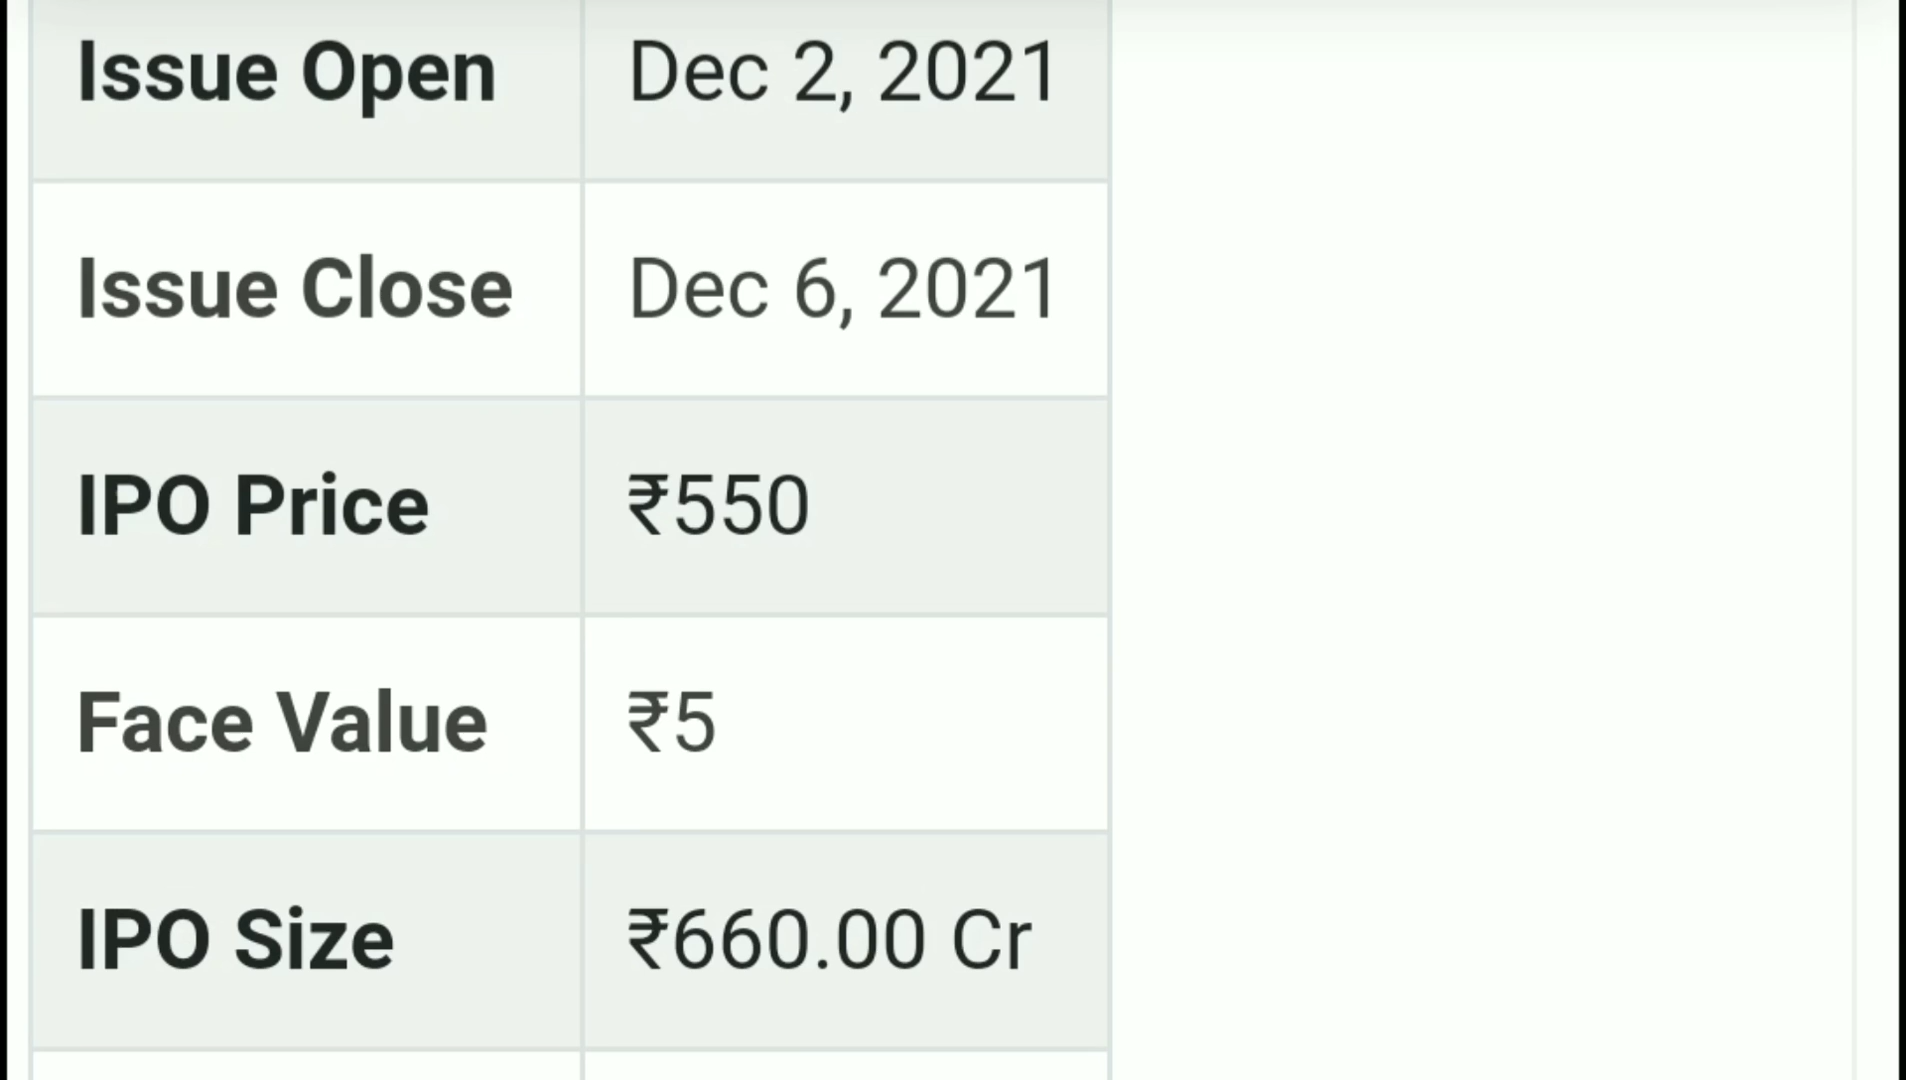 Issue Open Dec 2, 2021
Issue Close Dec 6, 2021
IPO Price ₹550
Face Value ₹5
IPO Size ₹660.00 Cr